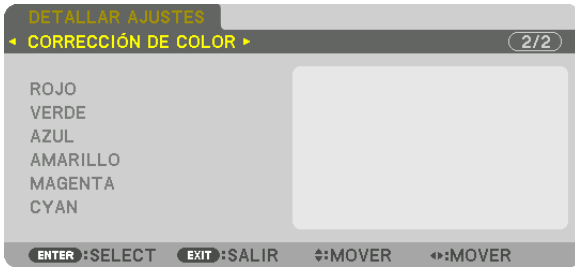 DETALLAR AJUSTES
CORRECCIÓN DE COLOR
2/2
ROJO
VERDE
AZUL
AMARILLO
MAGENTA
CYAN
ENTER:SELECT EXIT:SALIR :MOVER :MOVER